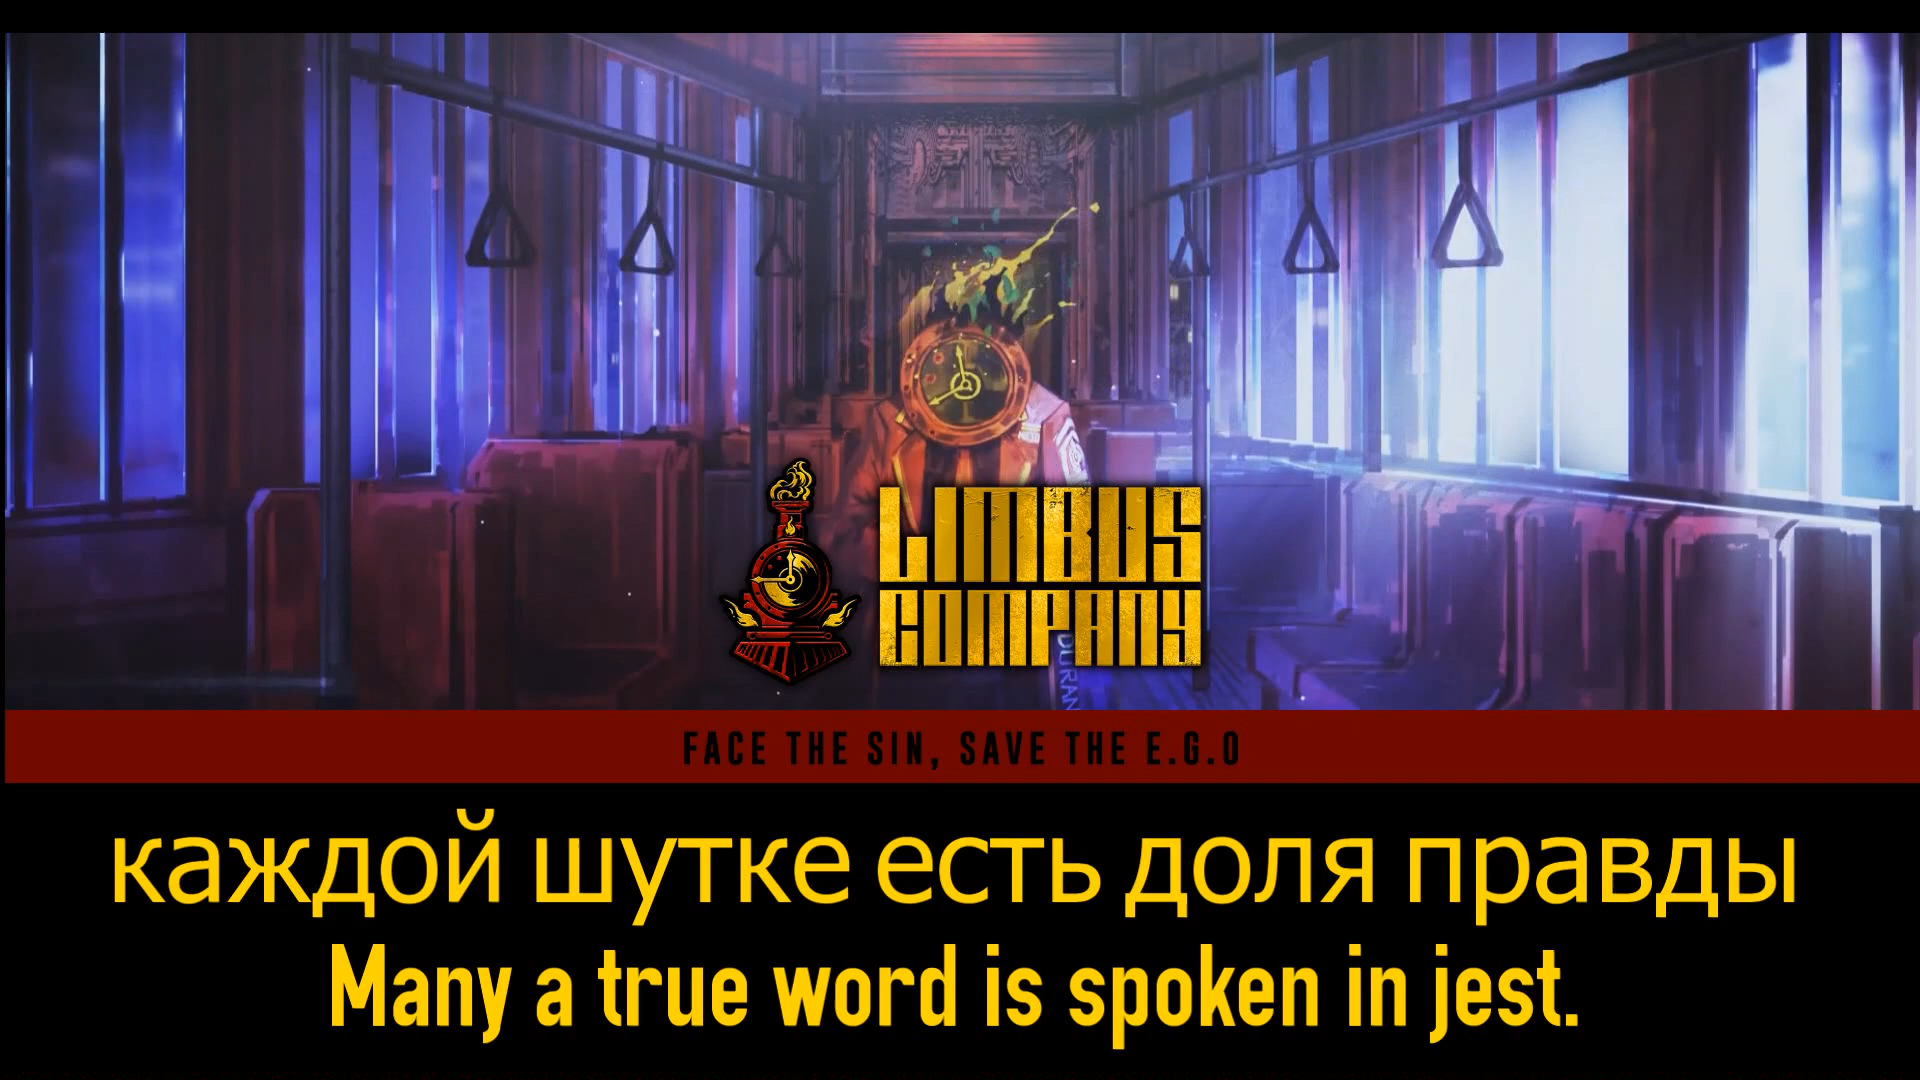 LIMBUS
COMPANY
DURAN
FACE THE SIN, SAVE THE E.G.O
каждой шутке есть доля правды
Many a true word is spoken in jest.